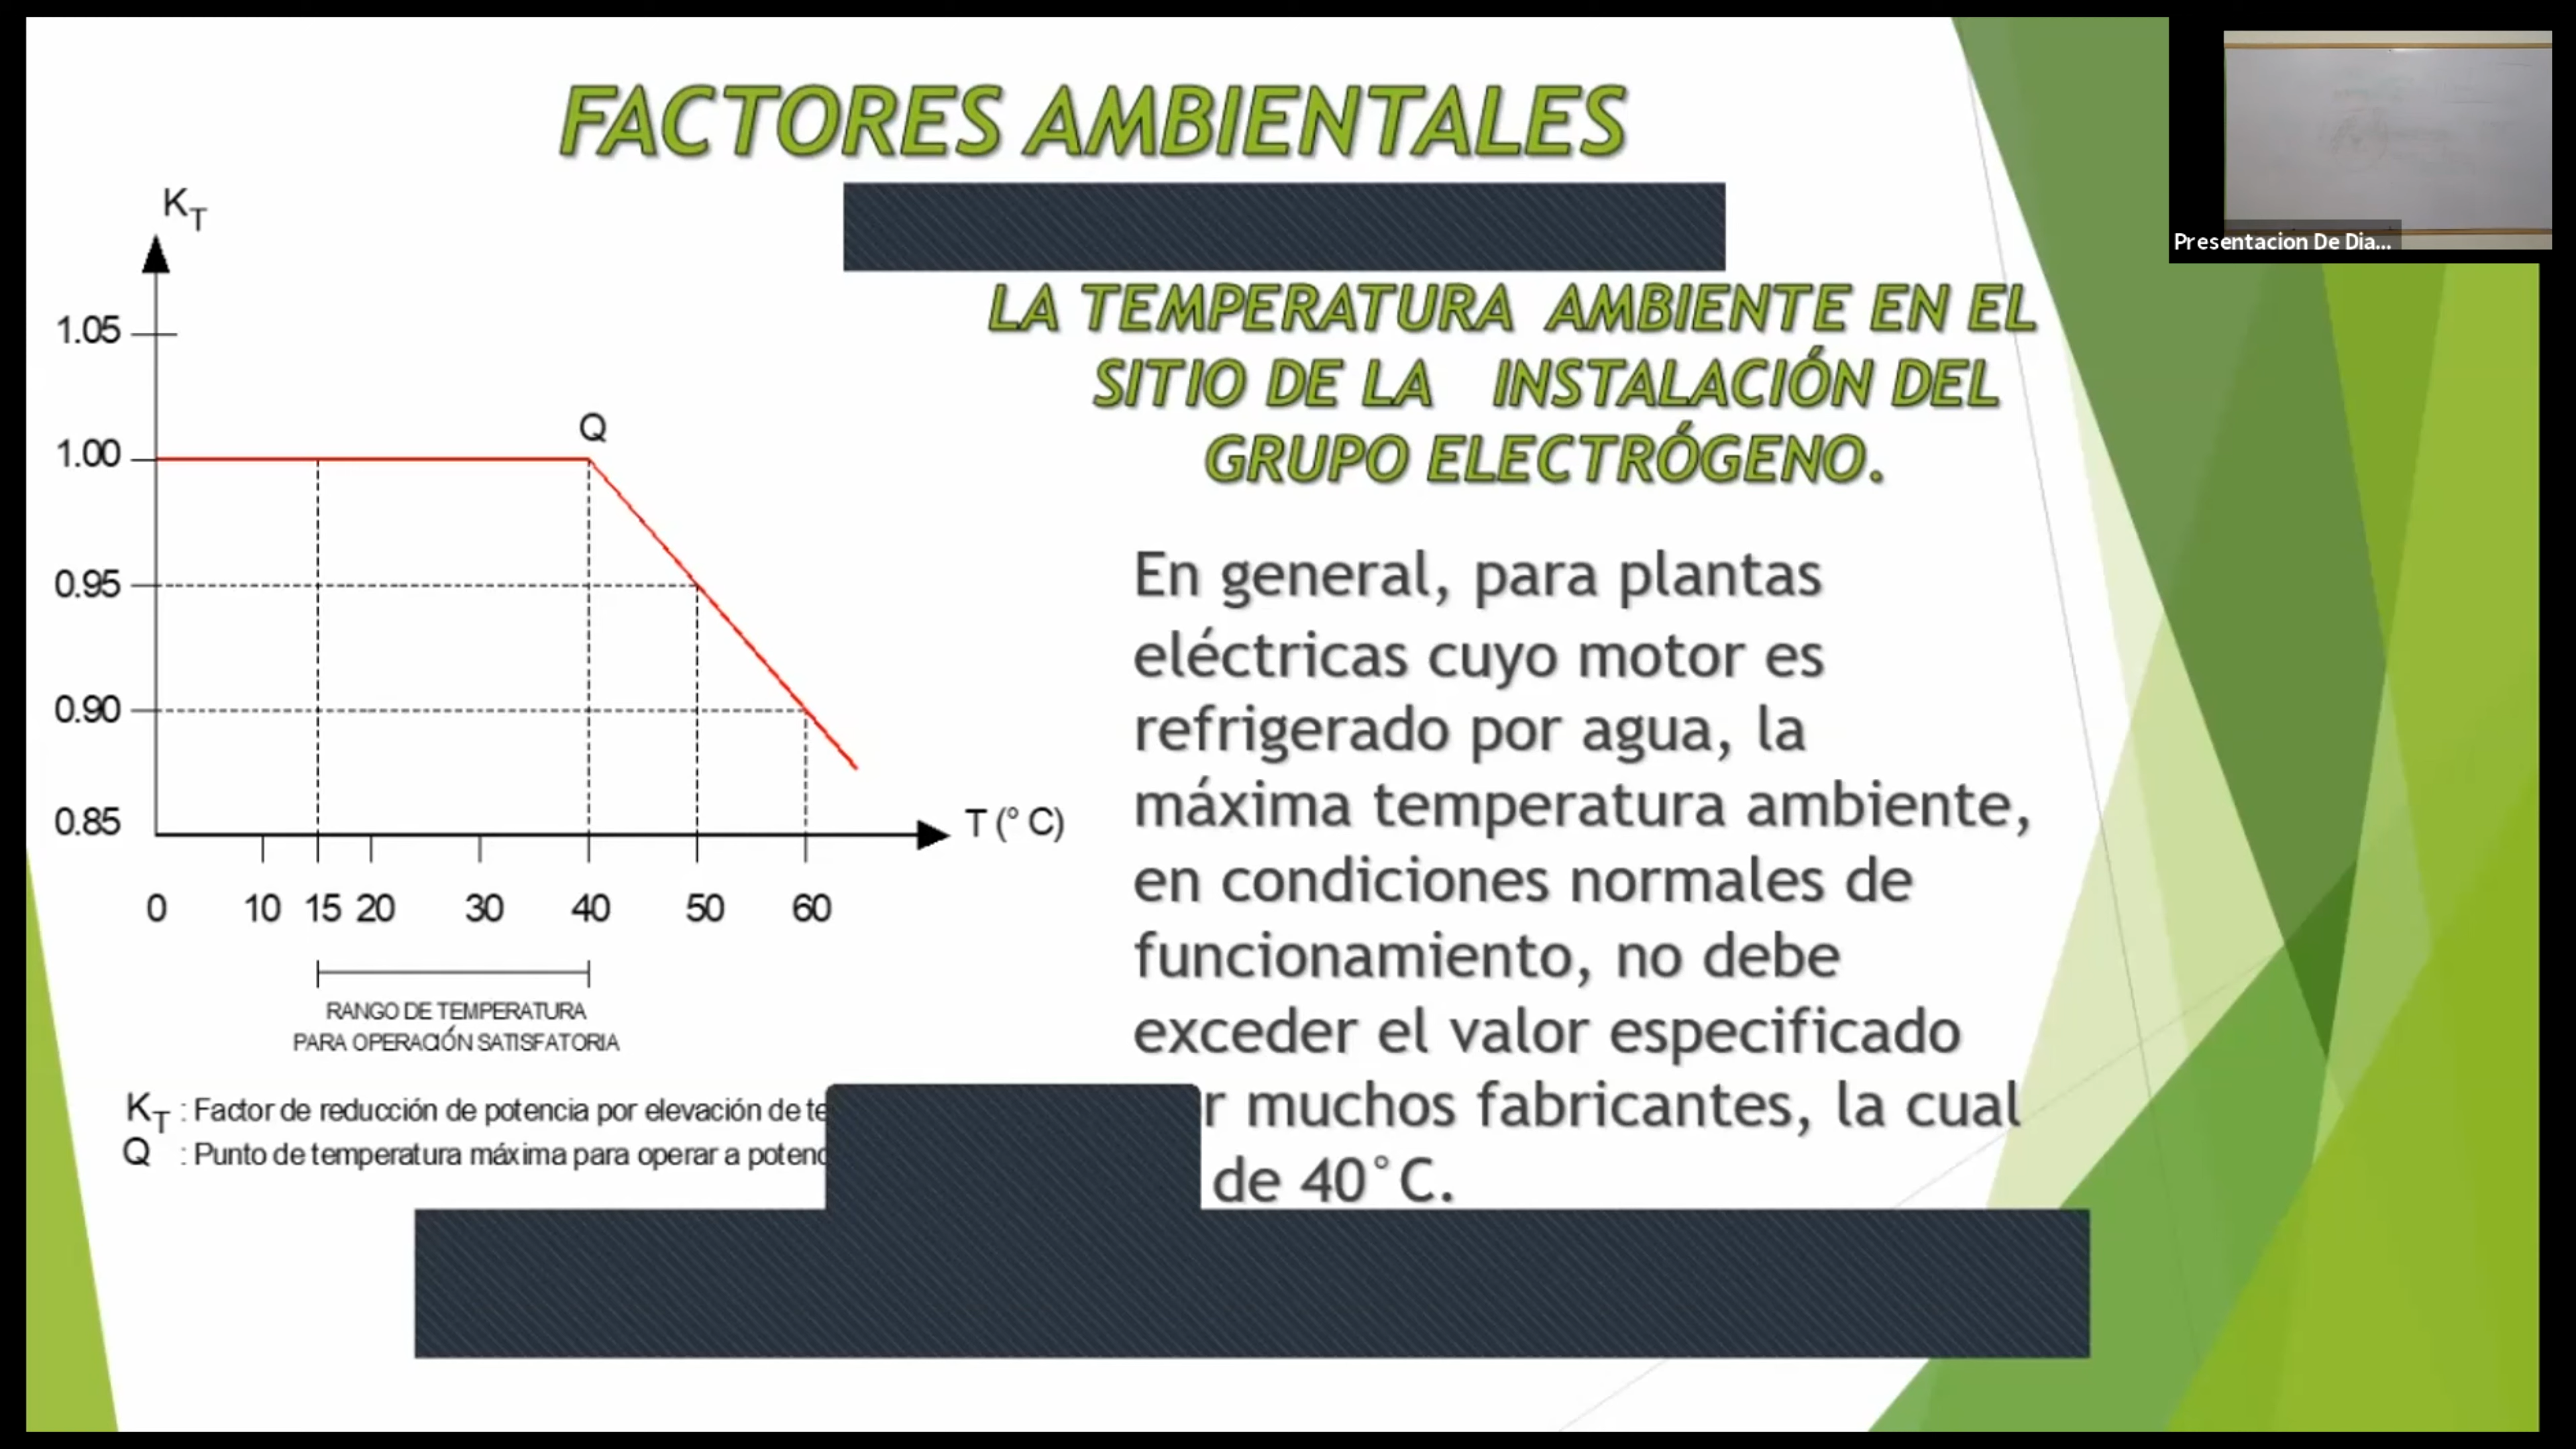 FACTORES AMBIENTALES
Presentacion De Dia...
LA TEMPERATURA AMBIENTE EN EL
SITIO DE LA INSTALACIÓN DEL
GRUPO ELECTRÓGENO.
K_T
1.05
1.00
0.95
0.90
0.85
Q
T (° C)
0 10 15 20 30 40 50 60
RANGO DE TEMPERATURA
PARA OPERACIÓN SATISFATORIA
K_T : Factor de reducción de potencia por elevación de
Q : Punto de temperatura máxima para operar a
En general, para plantas
eléctricas cuyo motor es
refrigerado por agua, la
máxima temperatura ambiente,
en condiciones normales de
funcionamiento, no debe
exceder el valor especificado
muchos fabricantes, la cual
de 40°C.